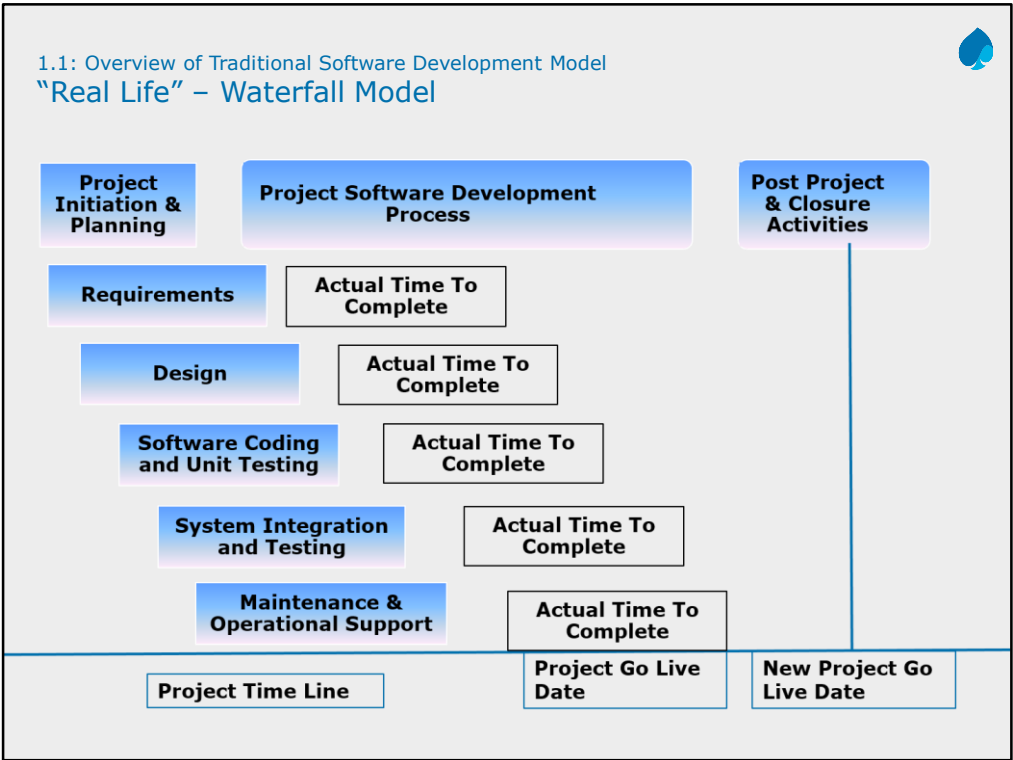 1.1: Overview of Traditional Software Development Model
“Real Life” – Waterfall Model
Project
Initiation &
Planning
Project Software Development
Process
Post Project
& Closure
Activities
Requirements
Actual Time To
Complete
Design
Actual Time To
Complete
Software Coding
and Unit Testing
Actual Time To
Complete
System Integration
and Testing
Actual Time To
Complete
Maintenance &
Operational Support
Actual Time To
Complete
Project Time Line
Project Go Live
Date
New Project Go
Live Date